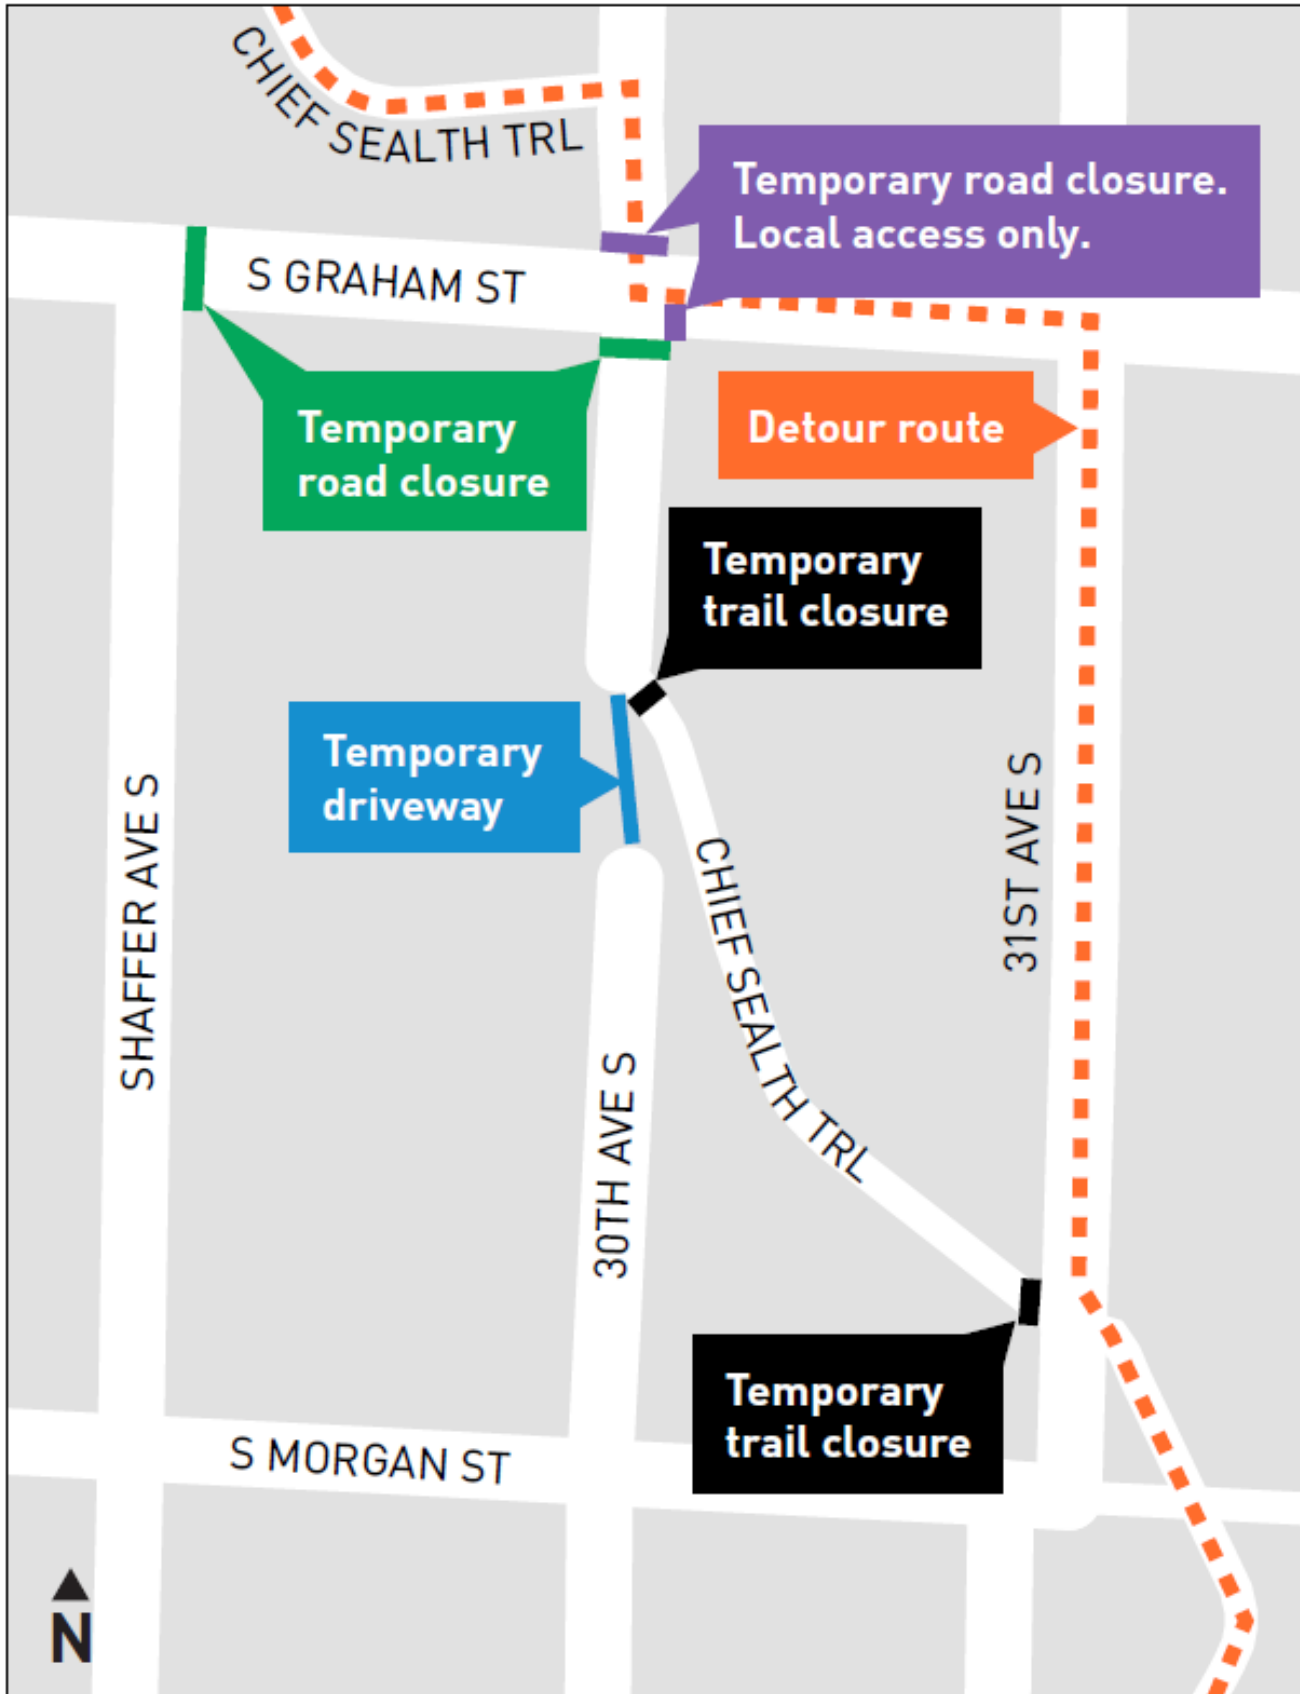 CHIEF SEALTH TRL
Temporary road closure.
Local access only.
S GRAHAM ST
Temporary
road closure
Detour route
Temporary
trail closure
Temporary
driveway
SHAFFER AVE S
31ST AVE S
CHIEF SEALTH TRL
30TH AVE S
Temporary
trail closure
S MORGAN ST
N